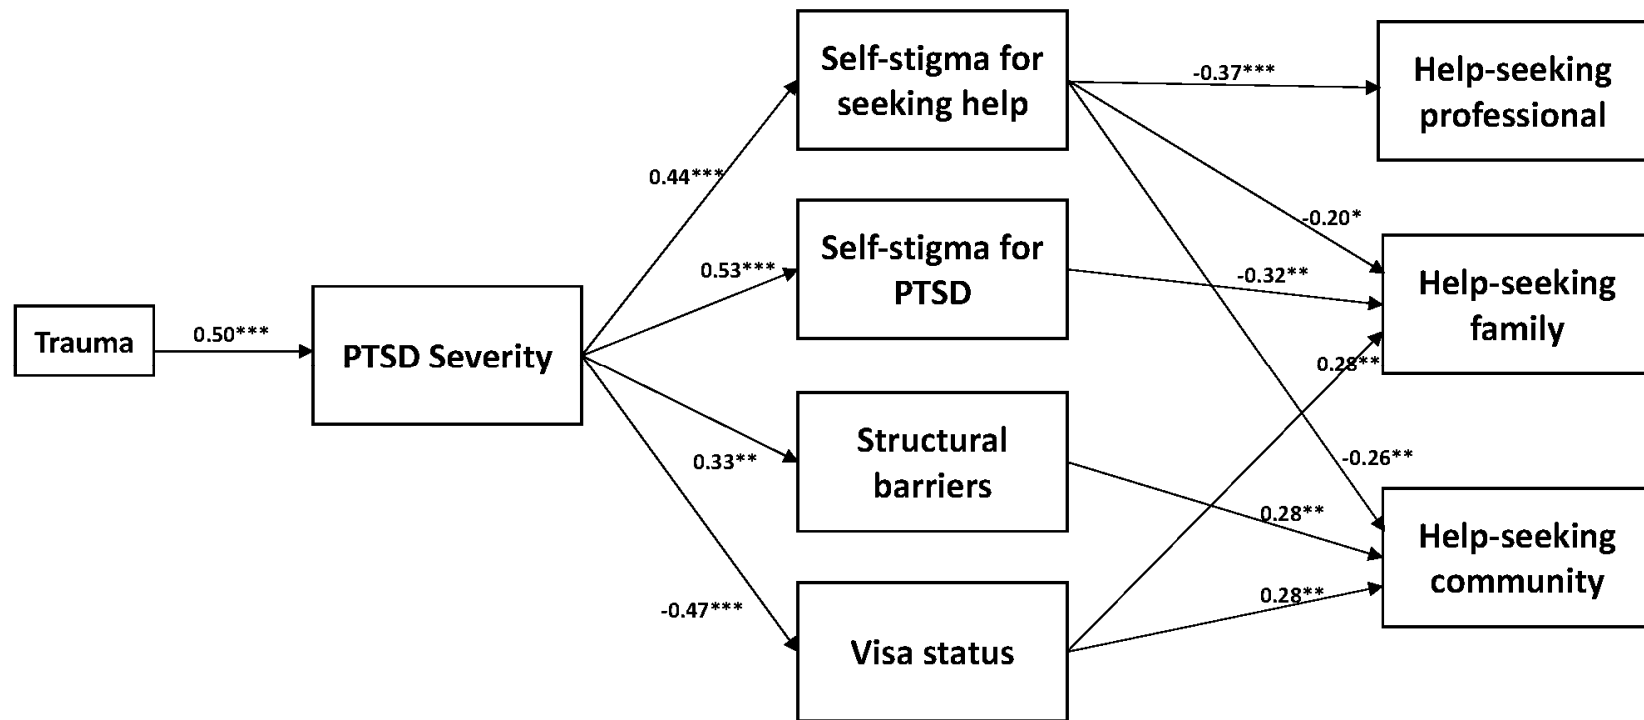 Trauma
0.50***
PTSD Severity
0.44***
0.53***
0.33**
-0.47***
Self-stigma for
seeking help
Self-stigma for
PTSD
Structural
barriers
Visa status
-0.37***
-0.20*
-0.32**
0.28**
-0.26**
0.28**
0.28**
Help-seeking
professional
Help-seeking
family
Help-seeking
community